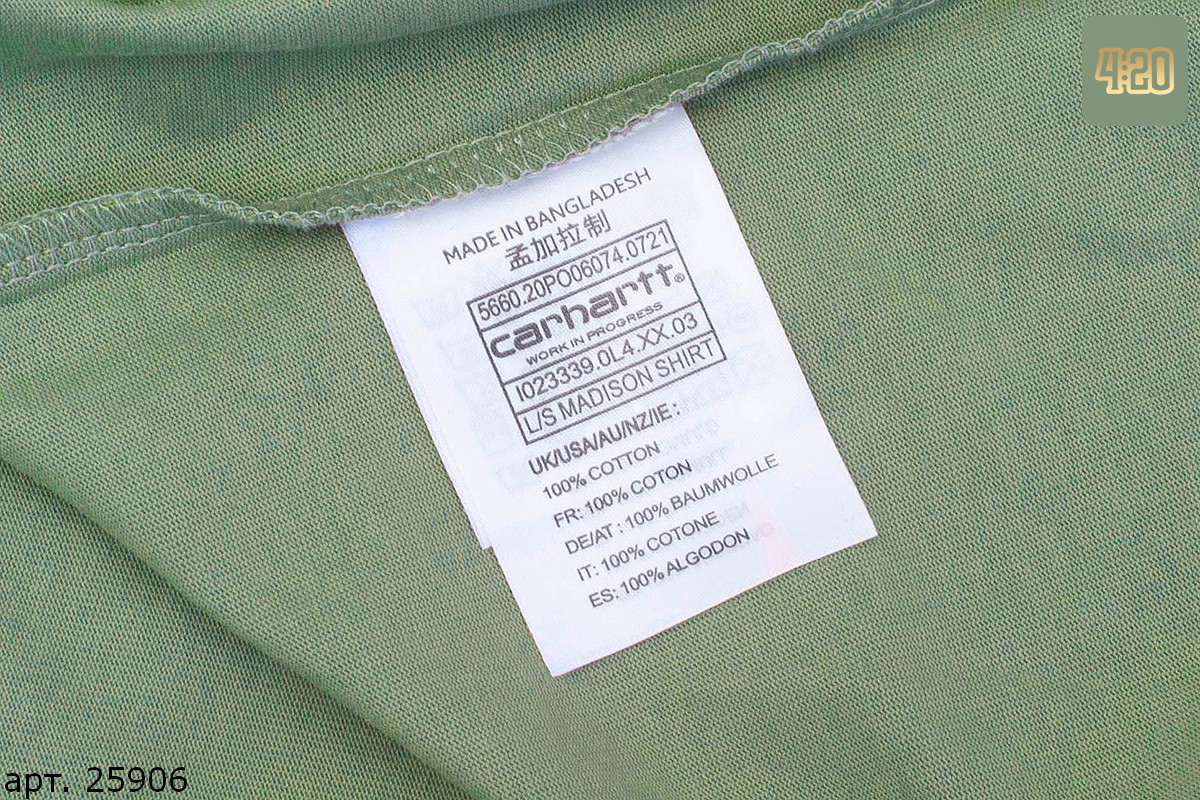 4:20
MADE IN BANGLADESH
孟加拉制
5660.20PO06074.0721
carhartt®
WORK IN PROGRESS
I023339.0L4.XX.03
L/S MADISON SHIRT
UK/USA/AU/NZ/IE :
100% COTTON
FR: 100% COTON
DE/AT : 100% BAUMWOLLE
IT: 100% COTONE
ES: 100% ALGODON
арт. 25906